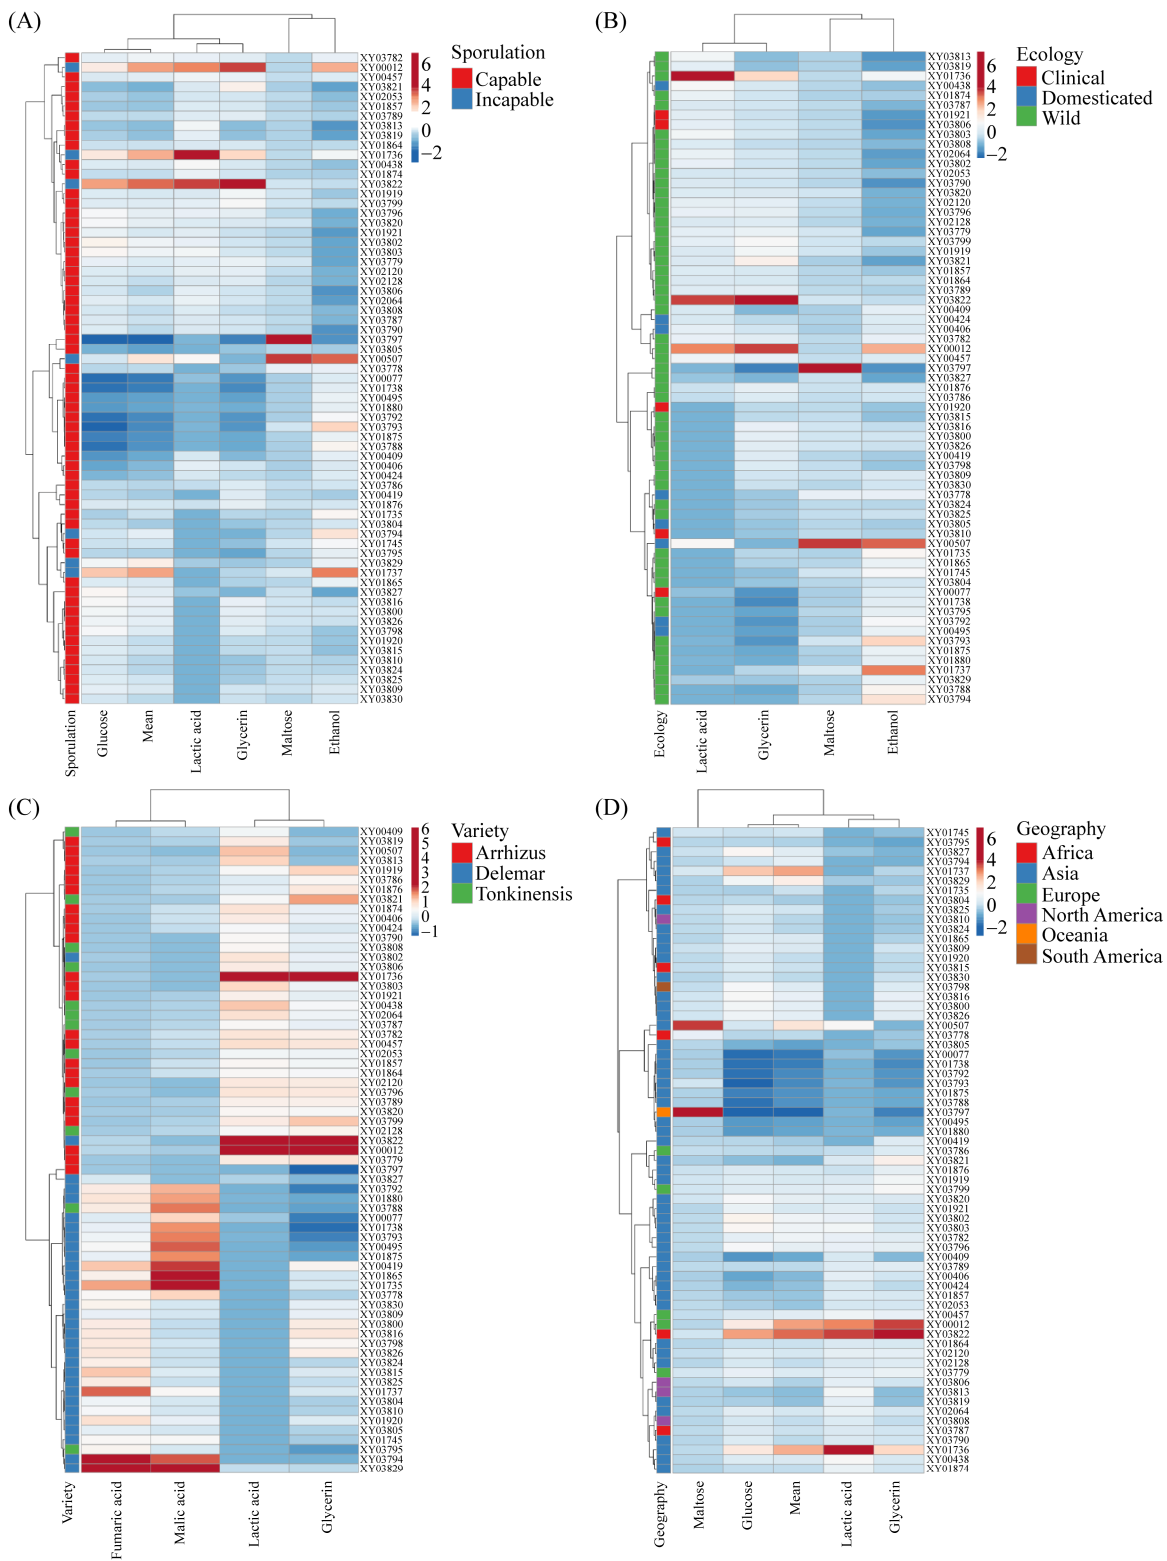 (A)
XY03782
XY00012
XY00457
XY03821
XY02053
XY01857
XY03789
XY03813
XY03819
XY01864
XY01736
XY00438
XY01874
XY03822
XY01919
XY03799
XY03796
XY03820
XY01921
XY03802
XY03803
XY03779
XY02120
XY02128
XY03806
XY02064
XY03808
XY03787
XY03790
XY03797
XY03805
XY00507
XY03778
XY00077
XY01738
XY00495
XY01880
XY03792
XY03793
XY01875
XY03788
XY00409
XY00406
XY00424
XY03786
XY00419
XY01876
XY01735
XY03804
XY03794
XY01745
XY03795
XY03829
XY01737
XY01865
XY03827
XY03816
XY03800
XY03826
XY03798
XY01920
XY03815
XY03810
XY03824
XY03825
XY03809
XY03830
Sporulation
Glucose
Mean
Lactic acid
Glycerin
Maltose
Ethanol
6
4
2
0
−2
Sporulation
Capable
Incapable
(B)
XY03813
XY03819
XY01736
XY00438
XY01874
XY03787
XY01921
XY03806
XY03803
XY03808
XY02064
XY03802
XY02053
XY03790
XY03820
XY02120
XY03796
XY02128
XY03779
XY03799
XY01919
XY03821
XY01857
XY01864
XY03789
XY03822
XY00409
XY00424
XY00406
XY03782
XY00012
XY00457
XY03797
XY03827
XY01876
XY03786
XY01920
XY03815
XY03816
XY03800
XY03826
XY00419
XY03798
XY03809
XY03830
XY03778
XY03824
XY03825
XY03805
XY03810
XY00507
XY01735
XY01865
XY01745
XY03804
XY00077
XY01738
XY03795
XY03792
XY00495
XY03793
XY01875
XY01880
XY01737
XY03829
XY03788
XY03794
Ecology
Lactic acid
Glycerin
Maltose
Ethanol
6
4
2
0
−2
Ecology
Clinical
Domesticated
Wild
(C)
XY00409
XY03819
XY00507
XY03813
XY01919
XY03786
XY01876
XY03821
XY01874
XY00406
XY00424
XY03790
XY03808
XY03802
XY03806
XY01736
XY03803
XY01921
XY00438
XY02064
XY03787
XY03782
XY00457
XY02053
XY01857
XY01864
XY02120
XY03796
XY03789
XY03820
XY03799
XY02128
XY03822
XY00012
XY03779
XY03797
XY03827
XY03792
XY01880
XY03788
XY00077
XY01738
XY03793
XY00495
XY01875
XY00419
XY01865
XY01735
XY03778
XY03830
XY03809
XY03800
XY03816
XY03798
XY03826
XY03824
XY03815
XY03825
XY01737
XY03804
XY03810
XY01920
XY03805
XY01745
XY03795
XY03794
XY03829
Variety
Fumaric acid
Malic acid
Lactic acid
Glycerin
6
5
4
3
2
1
0
−1
Variety
Arrhizus
Delemar
Tonkinensis
(D)
XY01745
XY03795
XY03827
XY03794
XY01737
XY03829
XY01735
XY03804
XY03825
XY03810
XY03824
XY01865
XY03809
XY01920
XY03815
XY03830
XY03798
XY03816
XY03800
XY03826
XY00507
XY03778
XY03805
XY00077
XY01738
XY03792
XY03793
XY01875
XY03788
XY03797
XY00495
XY01880
XY00419
XY03786
XY03821
XY01876
XY01919
XY03799
XY03820
XY01921
XY03802
XY03803
XY03782
XY03796
XY00409
XY03789
XY00406
XY00424
XY01857
XY02053
XY00457
XY00012
XY03822
XY01864
XY02120
XY02128
XY03779
XY03806
XY03813
XY03819
XY02064
XY03808
XY03787
XY03790
XY01736
XY00438
XY01874
Geography
Maltose
Glucose
Mean
Lactic acid
Glycerin
6
4
2
0
−2
Geography
Africa
Asia
Europe
North America
Oceania
South America